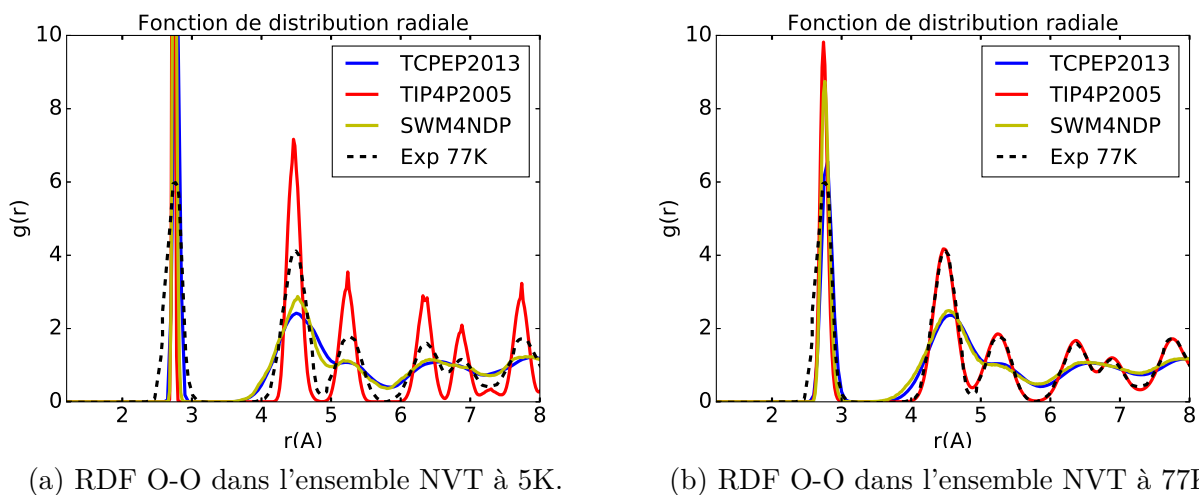 Fonction de distribution radiale
10
8
6
4
2
0
g(r)
TCPEP2013
TIP4P2005
SWM4NDP
Exp 77K
2 3 4 5 6 7 8
r(A)
(a) RDF O-O dans l'ensemble NVT à 5K.
Fonction de distribution radiale
10
8
6
4
2
0
g(r)
TCPEP2013
TIP4P2005
SWM4NDP
Exp 77K
2 3 4 5 6 7 8
r(A)
(b) RDF O-O dans l'ensemble NVT à 77